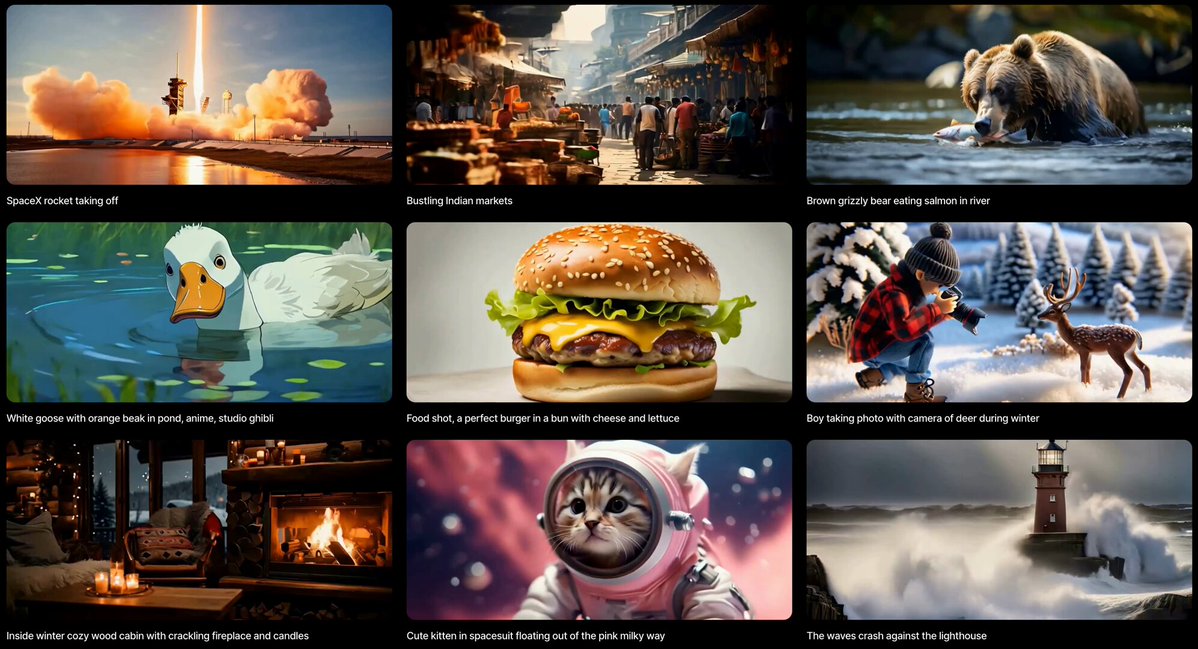 SpaceX rocket taking off
Bustling Indian markets
Brown grizzly bear eating salmon in river
White goose with orange beak in pond, anime, studio ghibli
Food shot, a perfect burger in a bun with cheese and lettuce
Boy taking photo with camera of deer during winter
Inside winter cozy wood cabin with crackling fireplace and candles
Cute kitten in spacesuit floating out of the pink milky way
The waves crash against the lighthouse